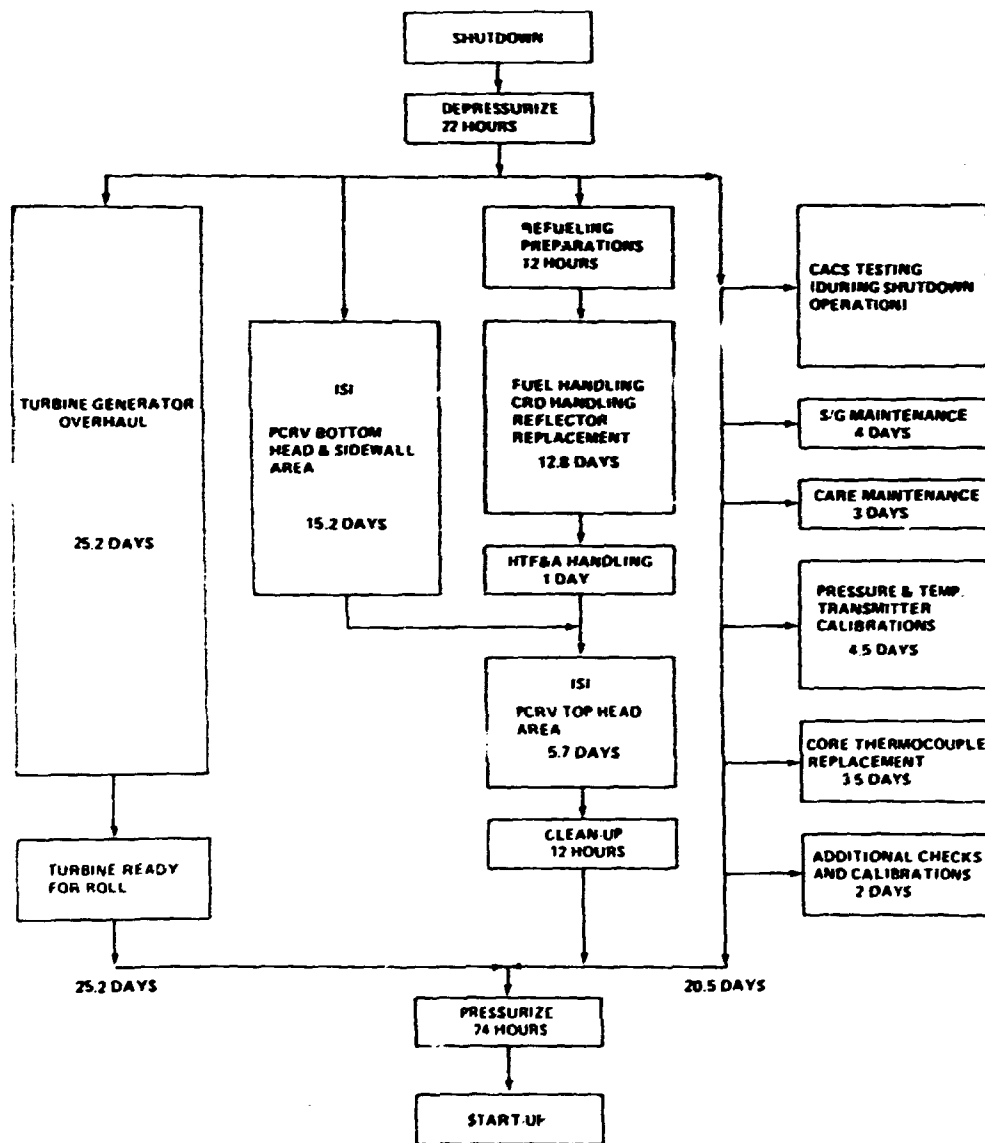 SHUTDOWN
DEPRESSURIZE
22 HOURS
TURBINE GENERATOR
OVERHAUL
25.2 DAYS
TURBINE READY
FOR ROLL
25.2 DAYS
ISI
PCRV BOTTOM
HEAD & SIDEWALL
AREA
15.2 DAYS
REFUELING
PREPARATIONS
12 HOURS
FUEL HANDLING
CRD HANDLING
REFLECTOR
REPLACEMENT
12.8 DAYS
HTF&A HANDLING
1 DAY
ISI
PCRV TOP HEAD
AREA
5.7 DAYS
CLEAN-UP
12 HOURS
CACS TESTING
(DURING SHUTDOWN
OPERATION)
S/G MAINTENANCE
4 DAYS
CARE MAINTENANCE
3 DAYS
PRESSURE & TEMP.
TRANSMITTER
CALIBRATIONS
4.5 DAYS
CORE THERMOCOUPLE
REPLACEMENT
3.5 DAYS
ADDITIONAL CHECKS
AND CALIBRATIONS
2 DAYS
20.5 DAYS
PRESSURIZE
HOURS
START-UP